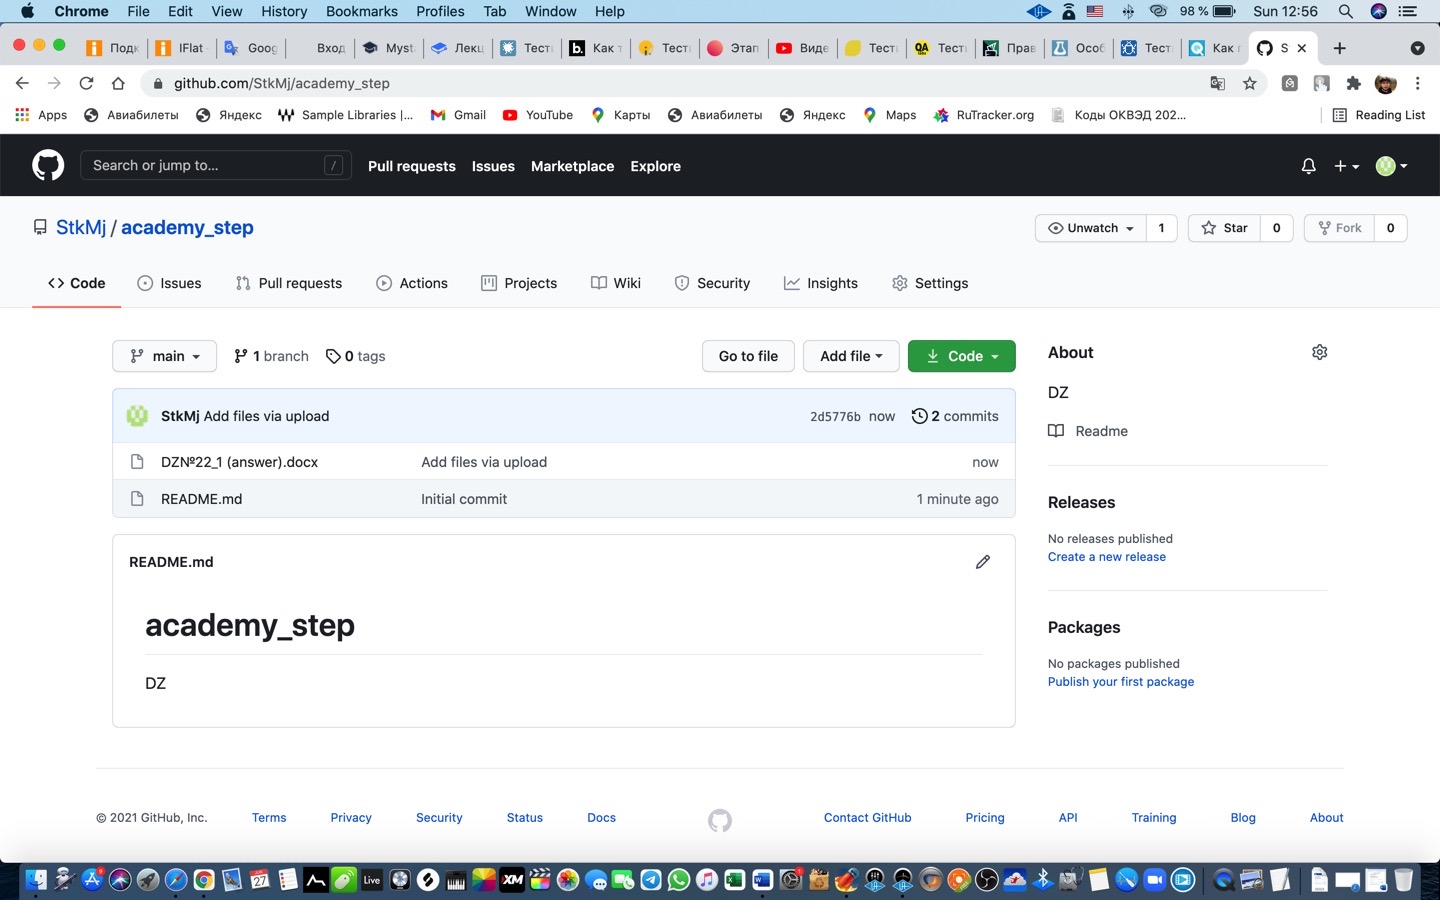 Chrome File Edit View History Bookmarks Profiles Tab Window Help 98 % Sun 12:56
Подк IFlat Goog Вход Myst Лекц Тест b. Как т Тест Этап Виде Тест QA Тест Прав Особ Тест Как S
github.com/StkMj/academy_step
Apps Авиабилеты Яндекс Sample Libraries |... Gmail YouTube Карты Авиабилеты Яндекс Maps RuTracker.org Коды ОКВЭД 202... Reading List
Search or jump to... / Pull requests Issues Marketplace Explore
StkMj / academy_step Unwatch 1 Star 0 Fork 0
Code Issues Pull requests Actions Projects Wiki Security Insights Settings
main 1 branch 0 tags Go to file Add file Code
About
DZ
StkMj Add files via upload 2d5776b now 2 commits
Readme
DZ№22_1 (answer).docx Add files via upload now
README.md Initial commit 1 minute ago
Releases
No releases published
Create a new release
README.md
academy_step
DZ
Packages
No packages published
Publish your first package
© 2021 GitHub, Inc. Terms Privacy Security Status Docs Contact GitHub Pricing API Training Blog About
27 Live XM